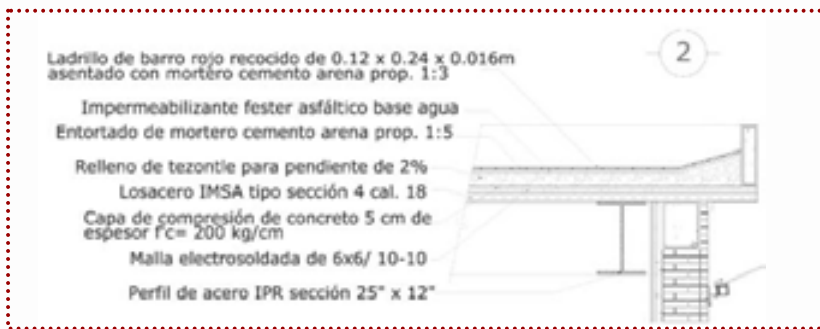 Ladrillo de barro rojo recocido de 0.12 x 0.24 x 0.016m
asentado con mortero cemento arena prop. 1:3
2
Impermeabilizante fester asfáltico base agua
Entortado de mortero cemento arena prop. 1:5
Relleno de tezontle para pendiente de 2%
Losacero IMSA tipo sección 4 cal. 18
Capa de compresión de concreto 5 cm de
espesor f'c= 200 kg/cm
Malla electrosoldada de 6x6/ 10-10
Perfil de acero IPR sección 25" x 12"